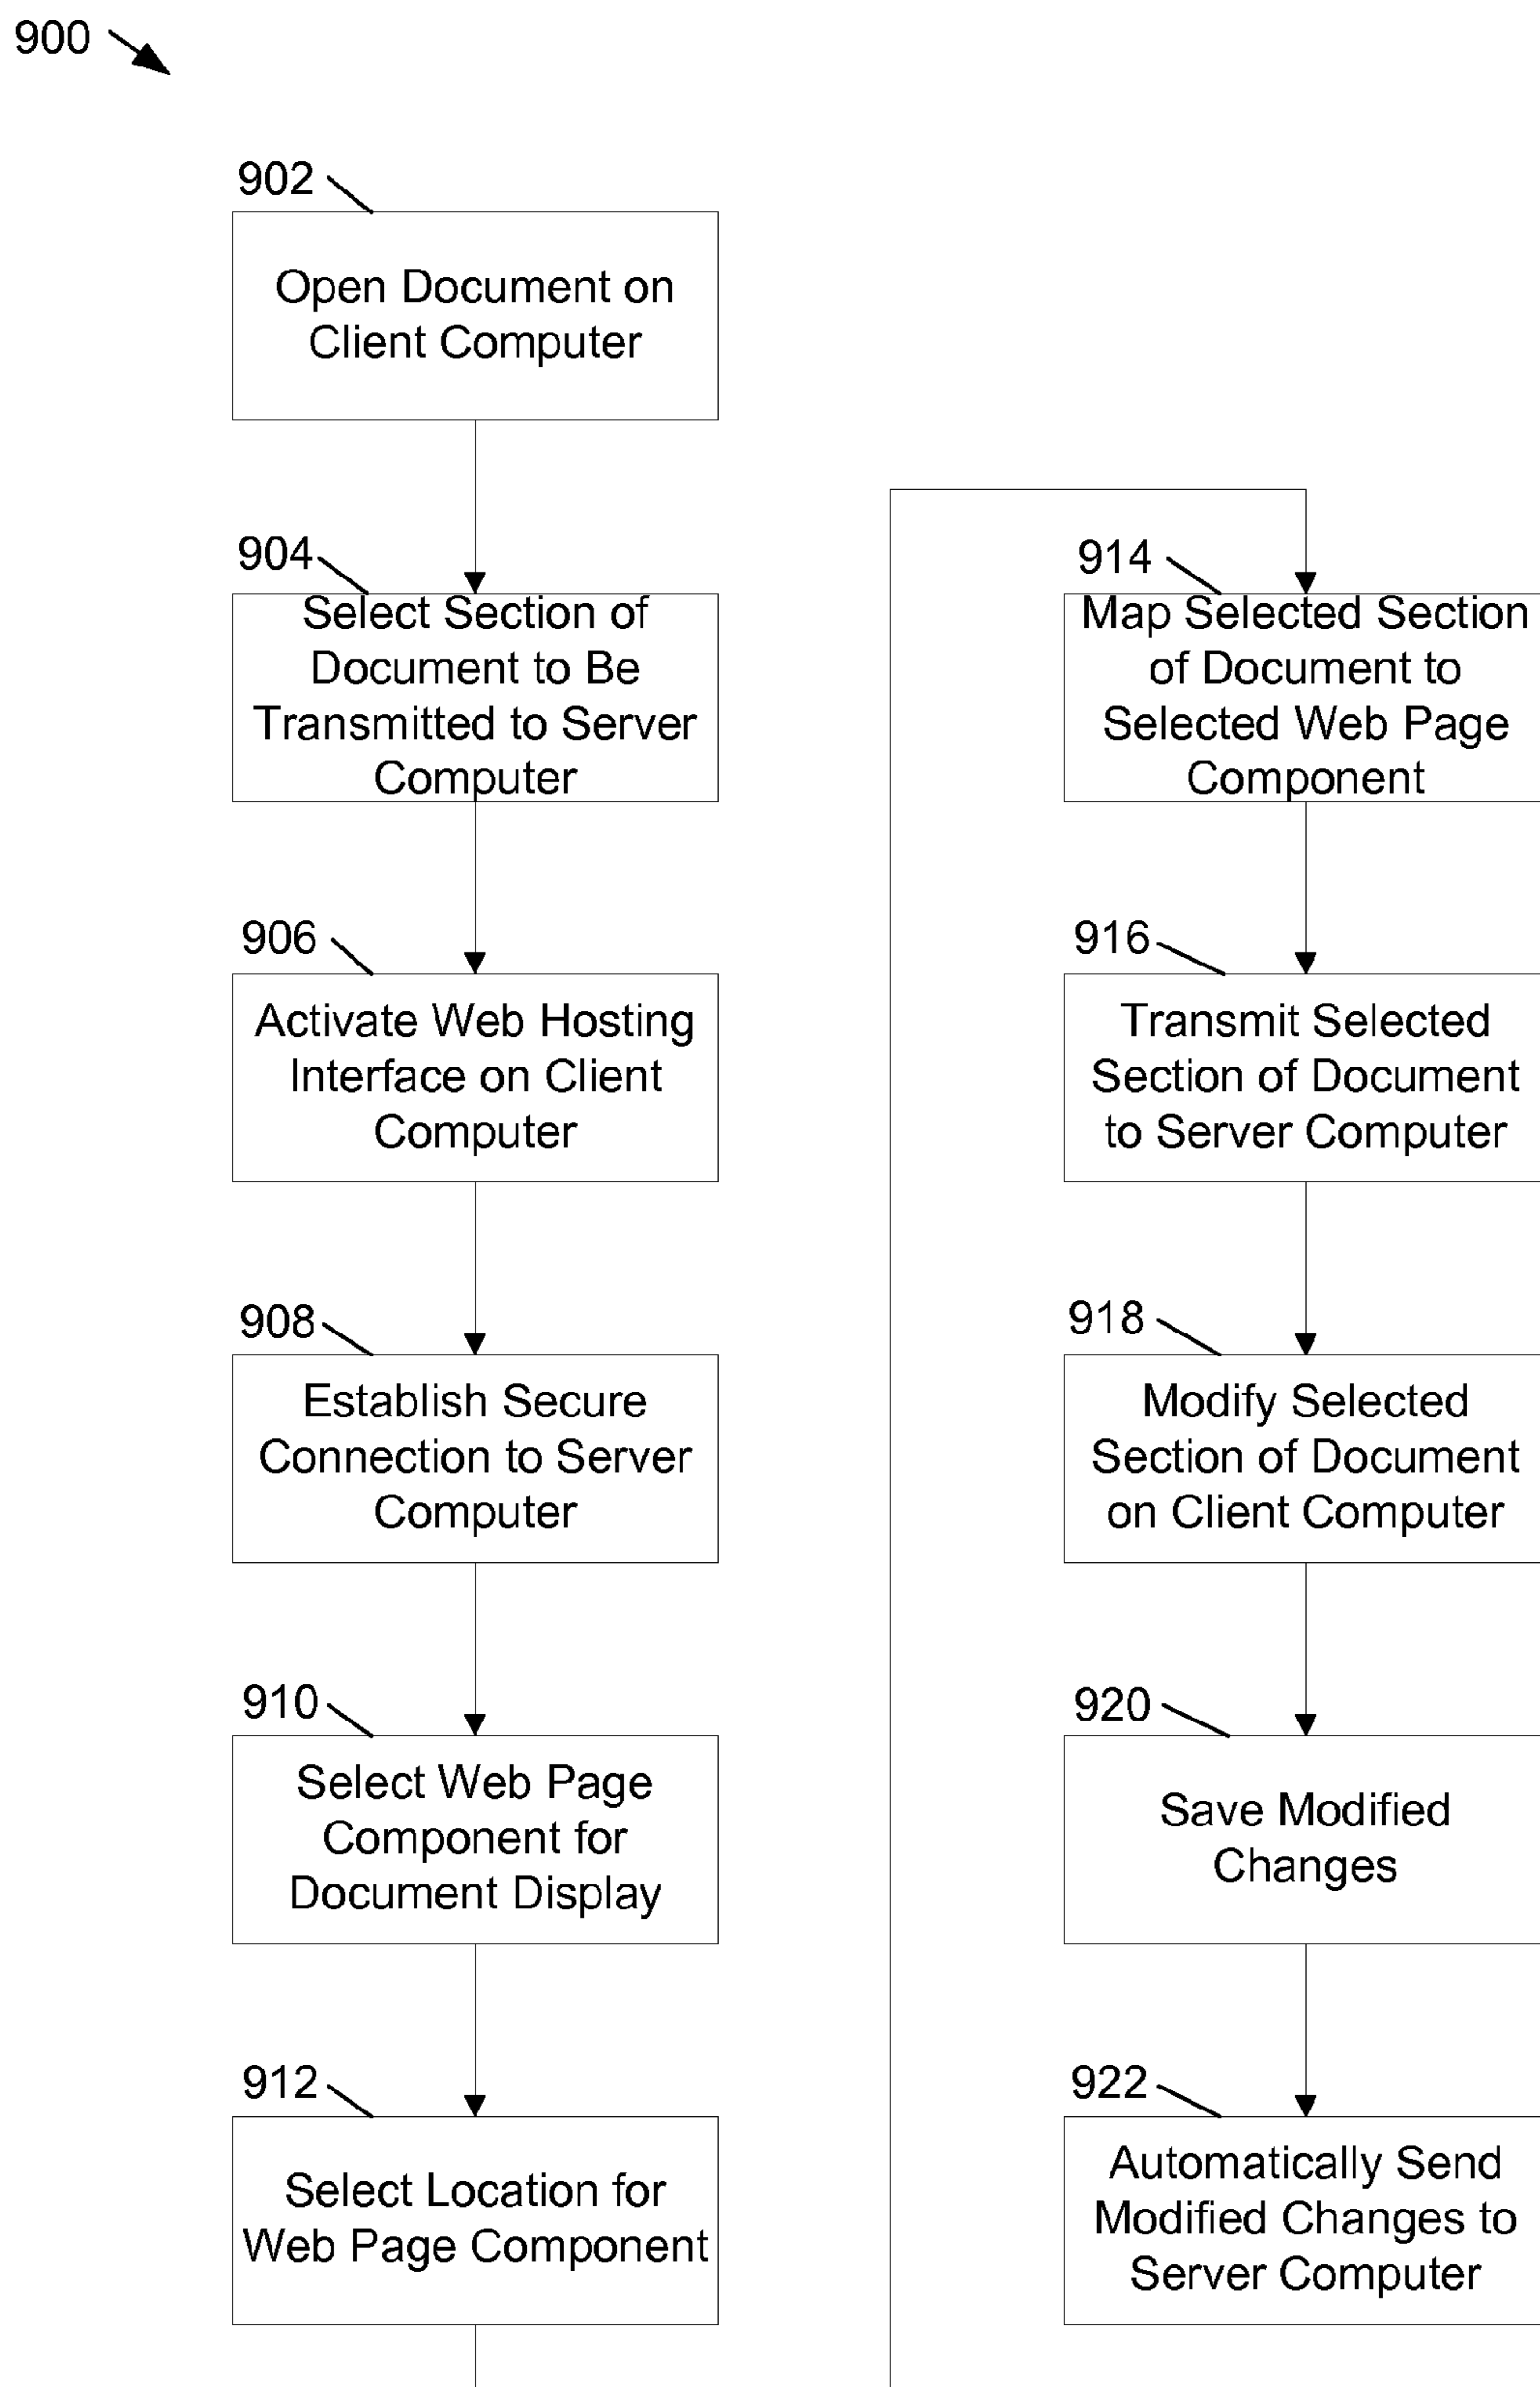 900
902
Open Document on
Client Computer
904
Select Section of
Document to Be
Transmitted to Server
Computer
906
Activate Web Hosting
Interface on Client
Computer
908
Establish Secure
Connection to Server
Computer
910
Select Web Page
Component for
Document Display
912
Select Location for
Web Page Component
914
Map Selected Section
of Document to
Selected Web Page
Component
916
Transmit Selected
Section of Document
to Server Computer
918
Modify Selected
Section of Document
on Client Computer
920
Save Modified
Changes
922
Automatically Send
Modified Changes to
Server Computer